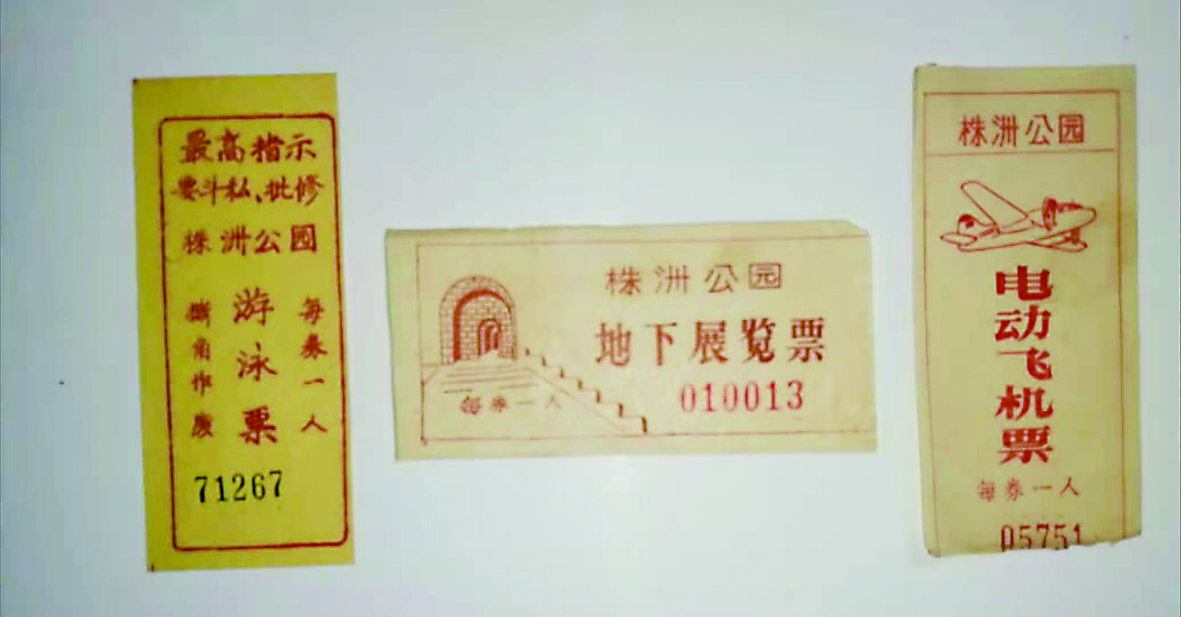 最高指示
要斗私、批修
株洲公园
每券一人
游泳票
撕角作废
71267
株洲公园
地下展览票
010013
每券一人
株洲公园
电动飞机票
每券一人
05751